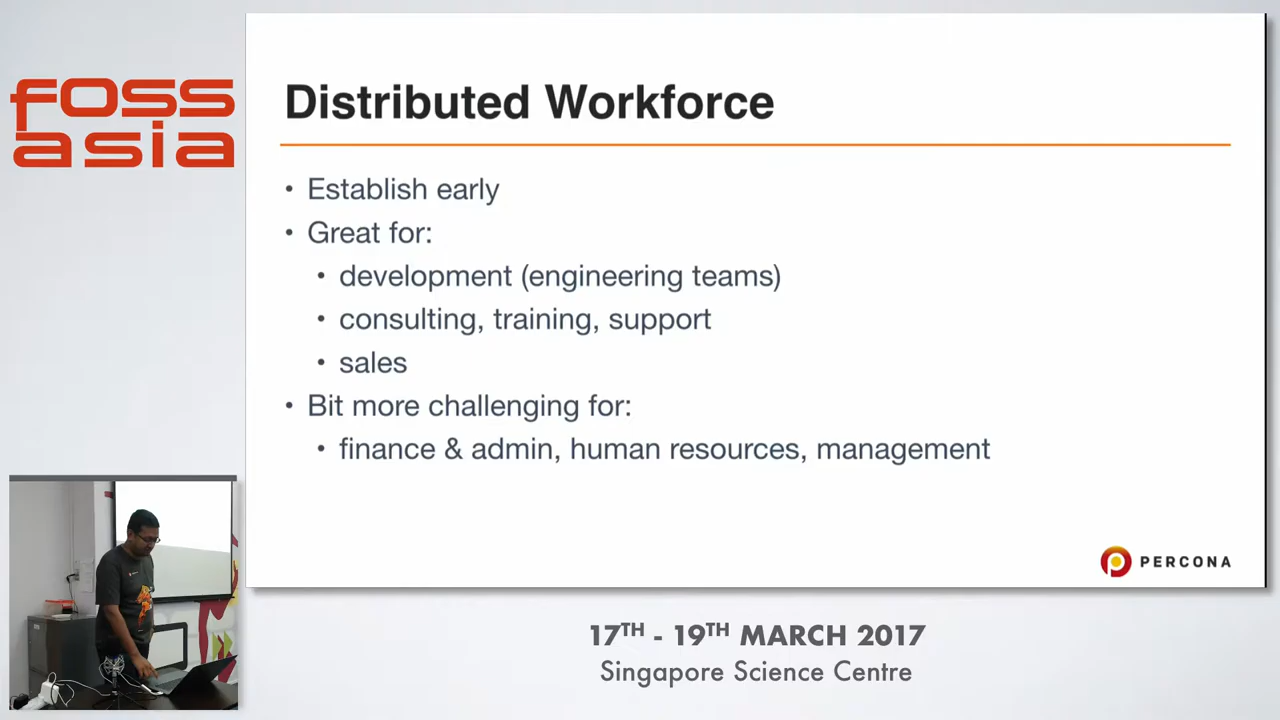 foss
asia
Distributed Workforce
• Establish early
• Great for:
• development (engineering teams)
• consulting, training, support
• sales
• Bit more challenging for:
• finance & admin, human resources, management
PERCONA
17TH - 19TH MARCH 2017
Singapore Science Centre